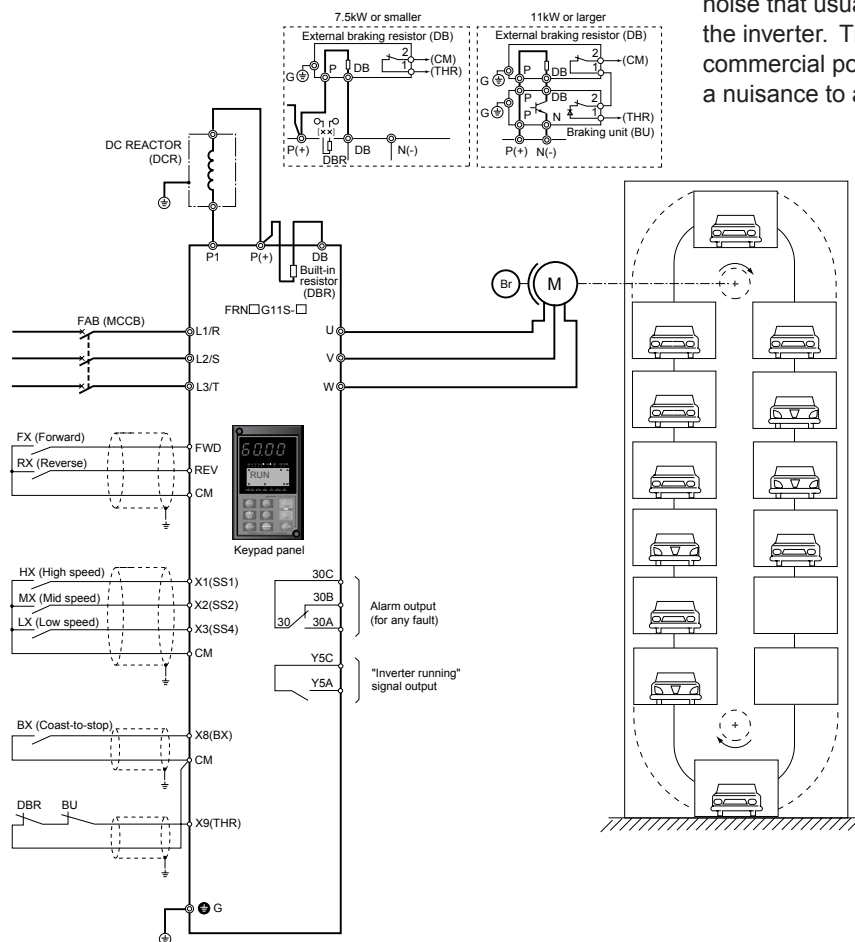 noise that usua
the inverter. Th
commercial po
a nuisance to a
7.5kW or smaller
External braking resistor (DB)
G P DB 2 1 (CM) (THR)
P(+) DBR DB N(-)
11kW or larger
External braking resistor (DB)
G P DB 2 1 (CM)
G P DB N 2 1 (THR)
Braking unit (BU)
P(+) N(-)
DC REACTOR
(DCR)
P1 P(+) DB
Built-in
resistor
(DBR)
FRN□G11S-□
FAB (MCCB)
L1/R
L2/S
L3/T
U
V
W
Br M
FX (Forward) FWD
RX (Reverse) REV
CM
60.00
RUN
Keypad panel
HX (High speed) X1(SS1)
MX (Mid speed) X2(SS2)
LX (Low speed) X3(SS4)
CM
30C
30B
30 30A
Alarm output
(for any fault)
Y5C
Y5A
"Inverter running"
signal output
BX (Coast-to-stop) X8(BX)
CM
DBR BU X9(THR)
G